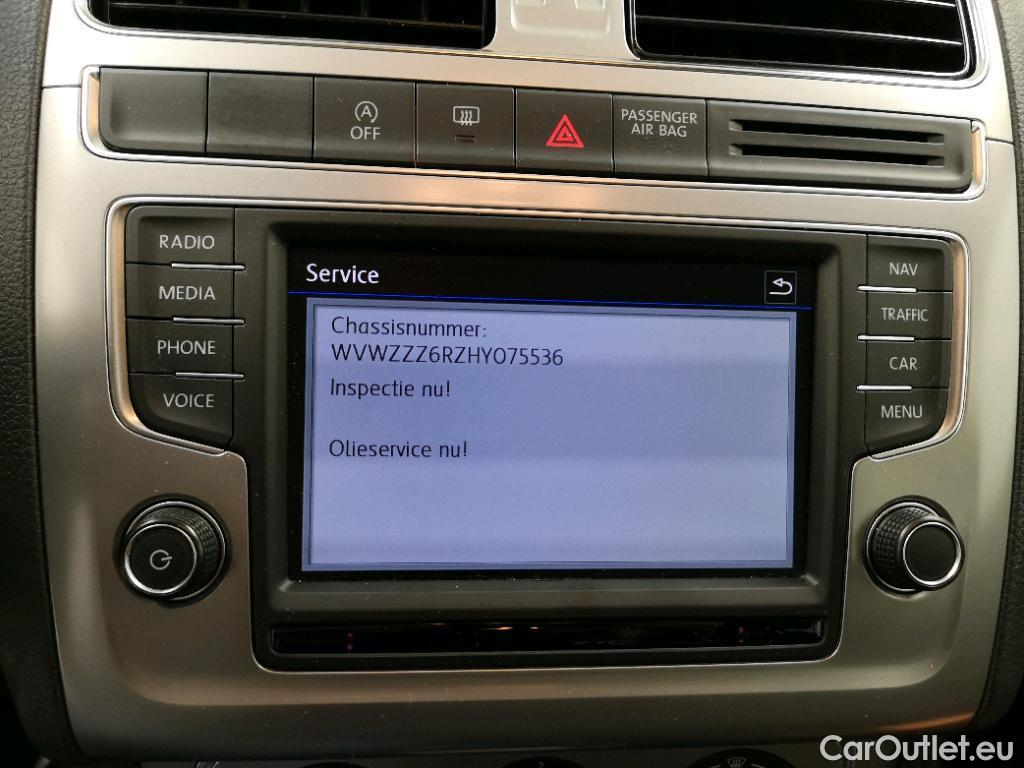 A
OFF
PASSENGER
AIR BAG
RADIO
MEDIA
PHONE
VOICE
Service
Chassisnummer:
WVWZZZ6RZHY075536
Inspectie nu!
Olieservice nu!
NAV
TRAFFIC
CAR
MENU
CarOutlet.eu